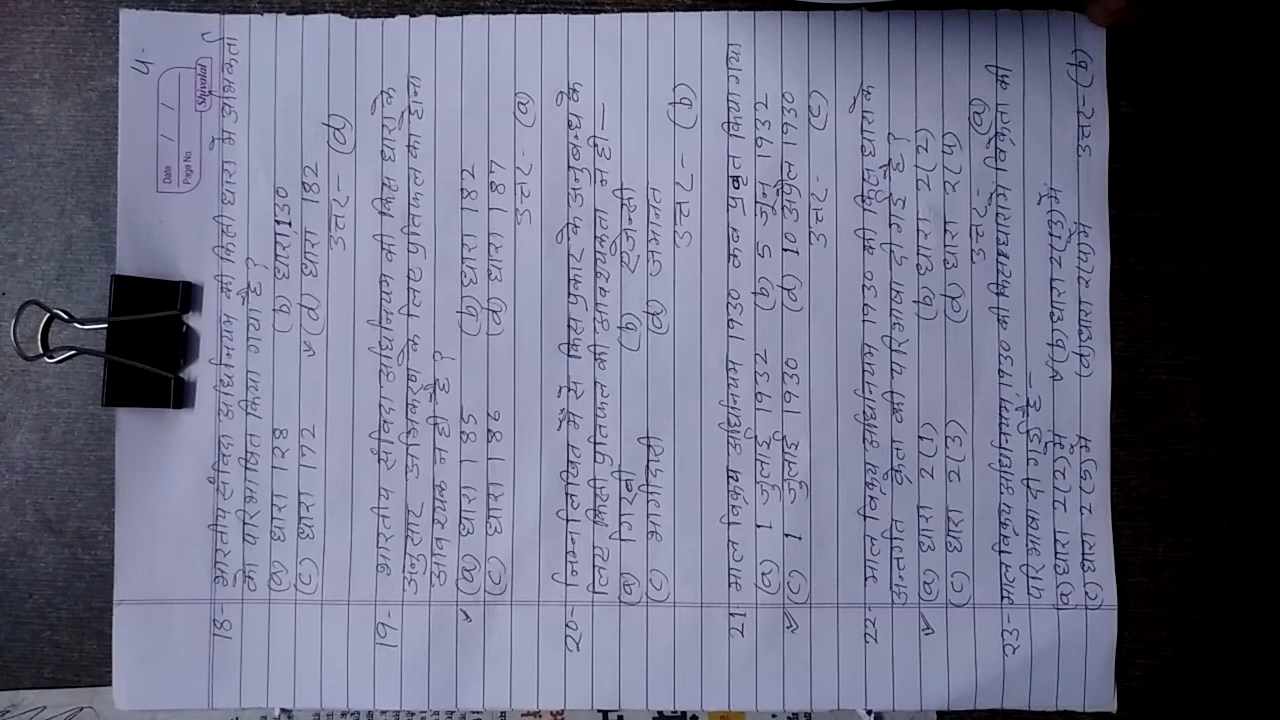 4-
Date / /
Page No.
Shivalal
18- भारतीय संविदा अधिनियम की किसी धारा में अभिकर्ता
को परिभाषित किया गया है?
(a) धारा 128 (b) धारा 130
(c) धारा 172 ✓(d) धारा 182
उत्तर- (d)
19- भारतीय संविदा अधिनियम की किस धारा के
अनुसार अभिकरण के लिए प्रतिफल का होना
आवश्यक नही है?
✓ (a) धारा 185 (b) धारा 182
(c) धारा 186 (d) धारा 187
उत्तर- (a)
20- निम्नलिखित में से किस प्रकार के अनुबन्ध के
लिए किसी प्रतिफल की आवश्यकता नही -
(a) गिरवी (b) एजेन्सी
(c) भागीदारी (d) जमानत
उत्तर- (b)
21- माल विक्रय अधिनियम 1930 कब प्रवृत किया गया
(a) 1 जुलाई 1932 (b) 5 जून 1932
✓ (c) 1 जुलाई 1930 (d) 10 अप्रैल 1930
उत्तर- (c)
22- माल विक्रय अधिनियम 1930 की किस धारा के
अन्तर्गत क्रेता की परिभाषा दी गई है?
✓ (a) धारा 2(1) (b) धारा 2(2)
(c) धारा 2(3) (d) धारा 2(4)
उत्तर- (a)
23- माल विक्रय अधिनियम 1930 की किस धारा में विक्रेता की
परिभाषा दी गई है-
(a) धारा 2(2) में ✓(b) धारा 2(13) में
(c) धारा 2(5) में (d) धारा 2(4) में उत्तर-(b)